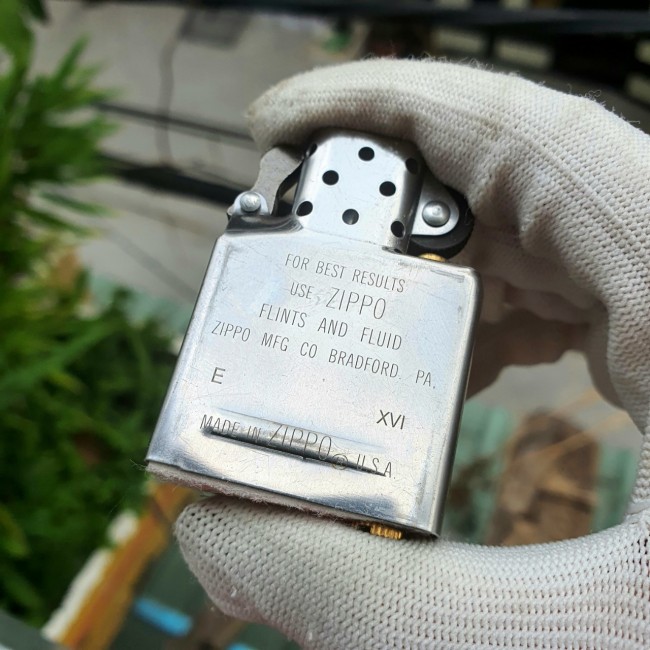 FOR BEST RESULTS
USE ZIPPO
FLINTS AND FLUID
ZIPPO MFG CO BRADFORD. PA.
E XVI
MADE IN ZIPPO® U.S.A.